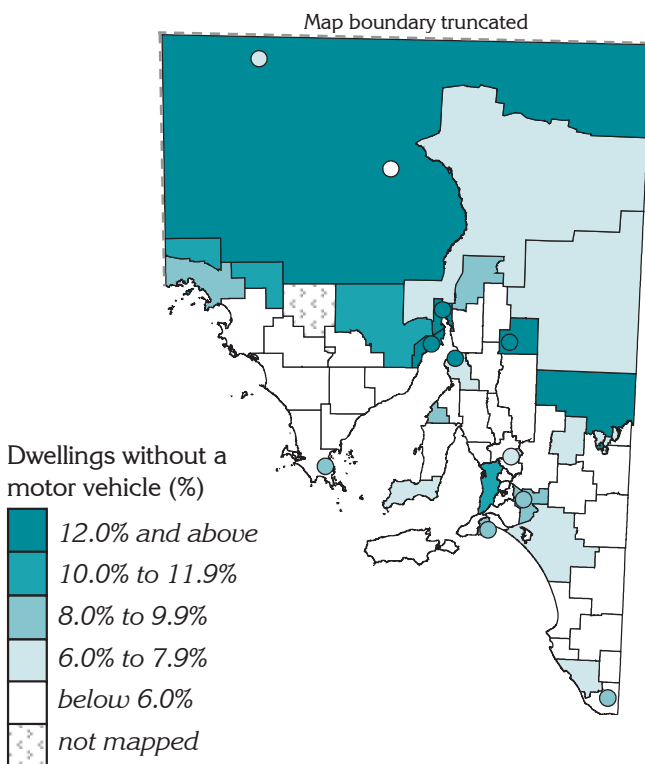 Map boundary truncated
Dwellings without a
motor vehicle (%)
12.0% and above
10.0% to 11.9%
8.0% to 9.9%
6.0% to 7.9%
below 6.0%
not mapped